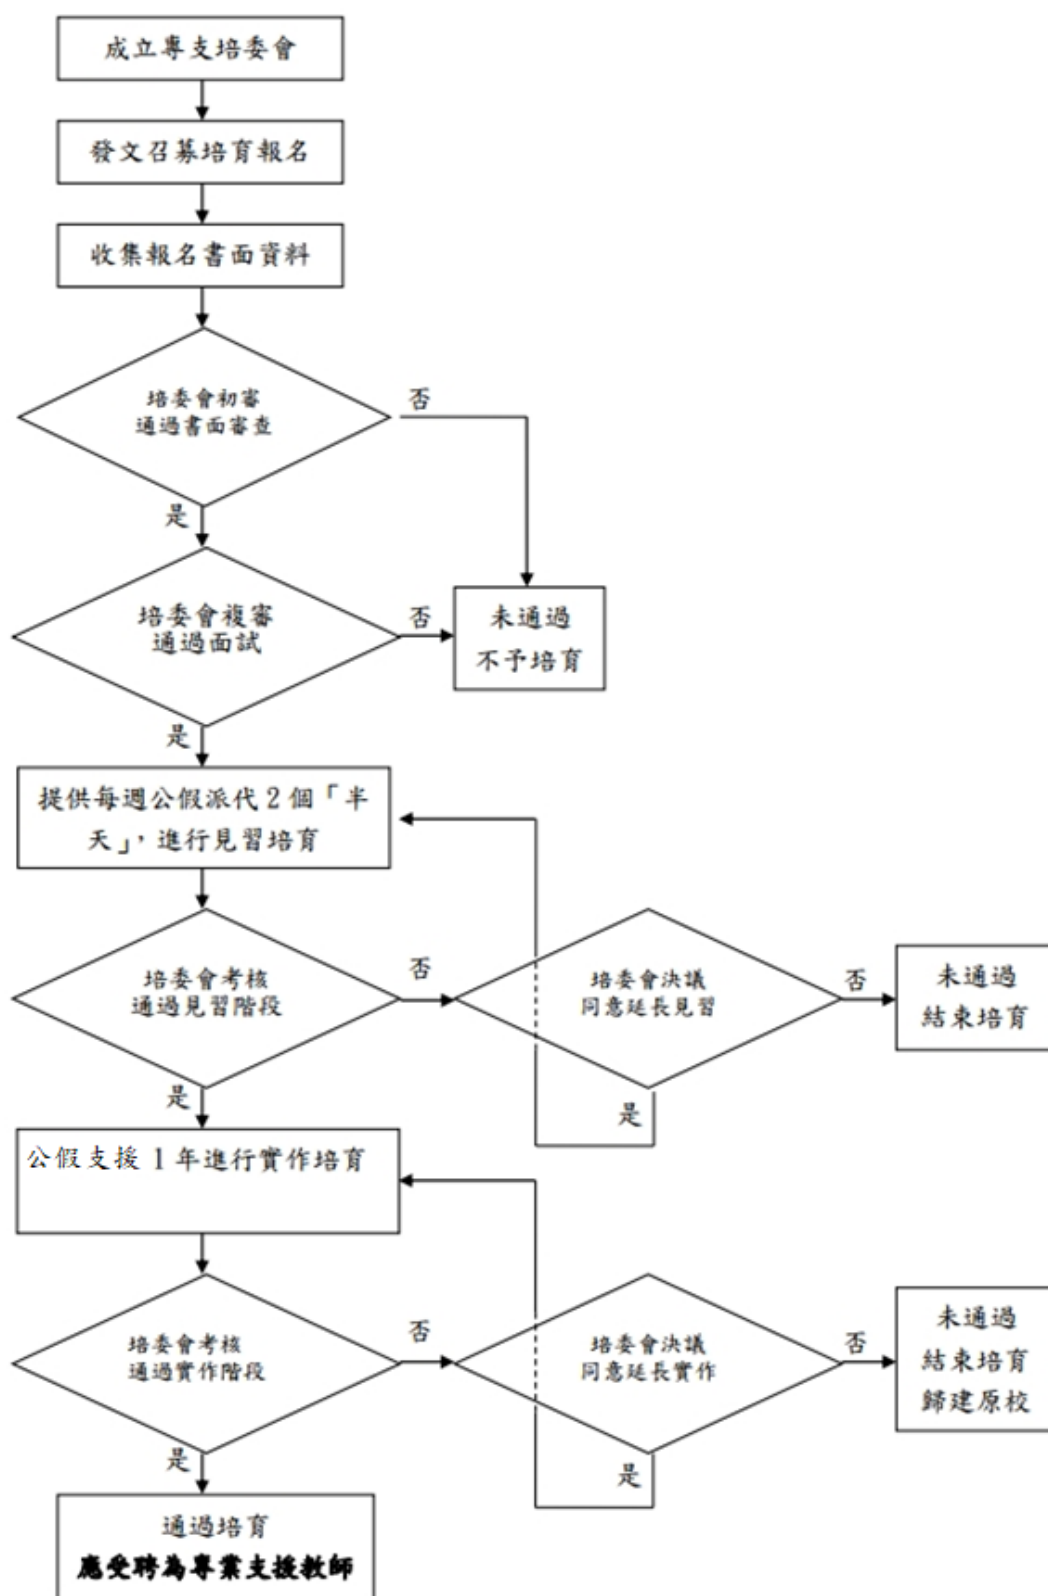 成立專支培委會
發文召募培育報名
收集報名書面資料
培委會初審
通過書面審查
否
是
培委會複審
通過面試
否
未通過
不予培育
是
提供每週公假派代 2 個「半
天」，進行見習培育
培委會考核
通過見習階段
否
培委會決議
同意延長見習
否
未通過
結束培育
是
是
公假支援 1 年進行實作培育
培委會考核
通過實作階段
否
培委會決議
同意延長實作
否
未通過
結束培育
歸建原校
是
是
通過培育
應受聘為專業支援教師